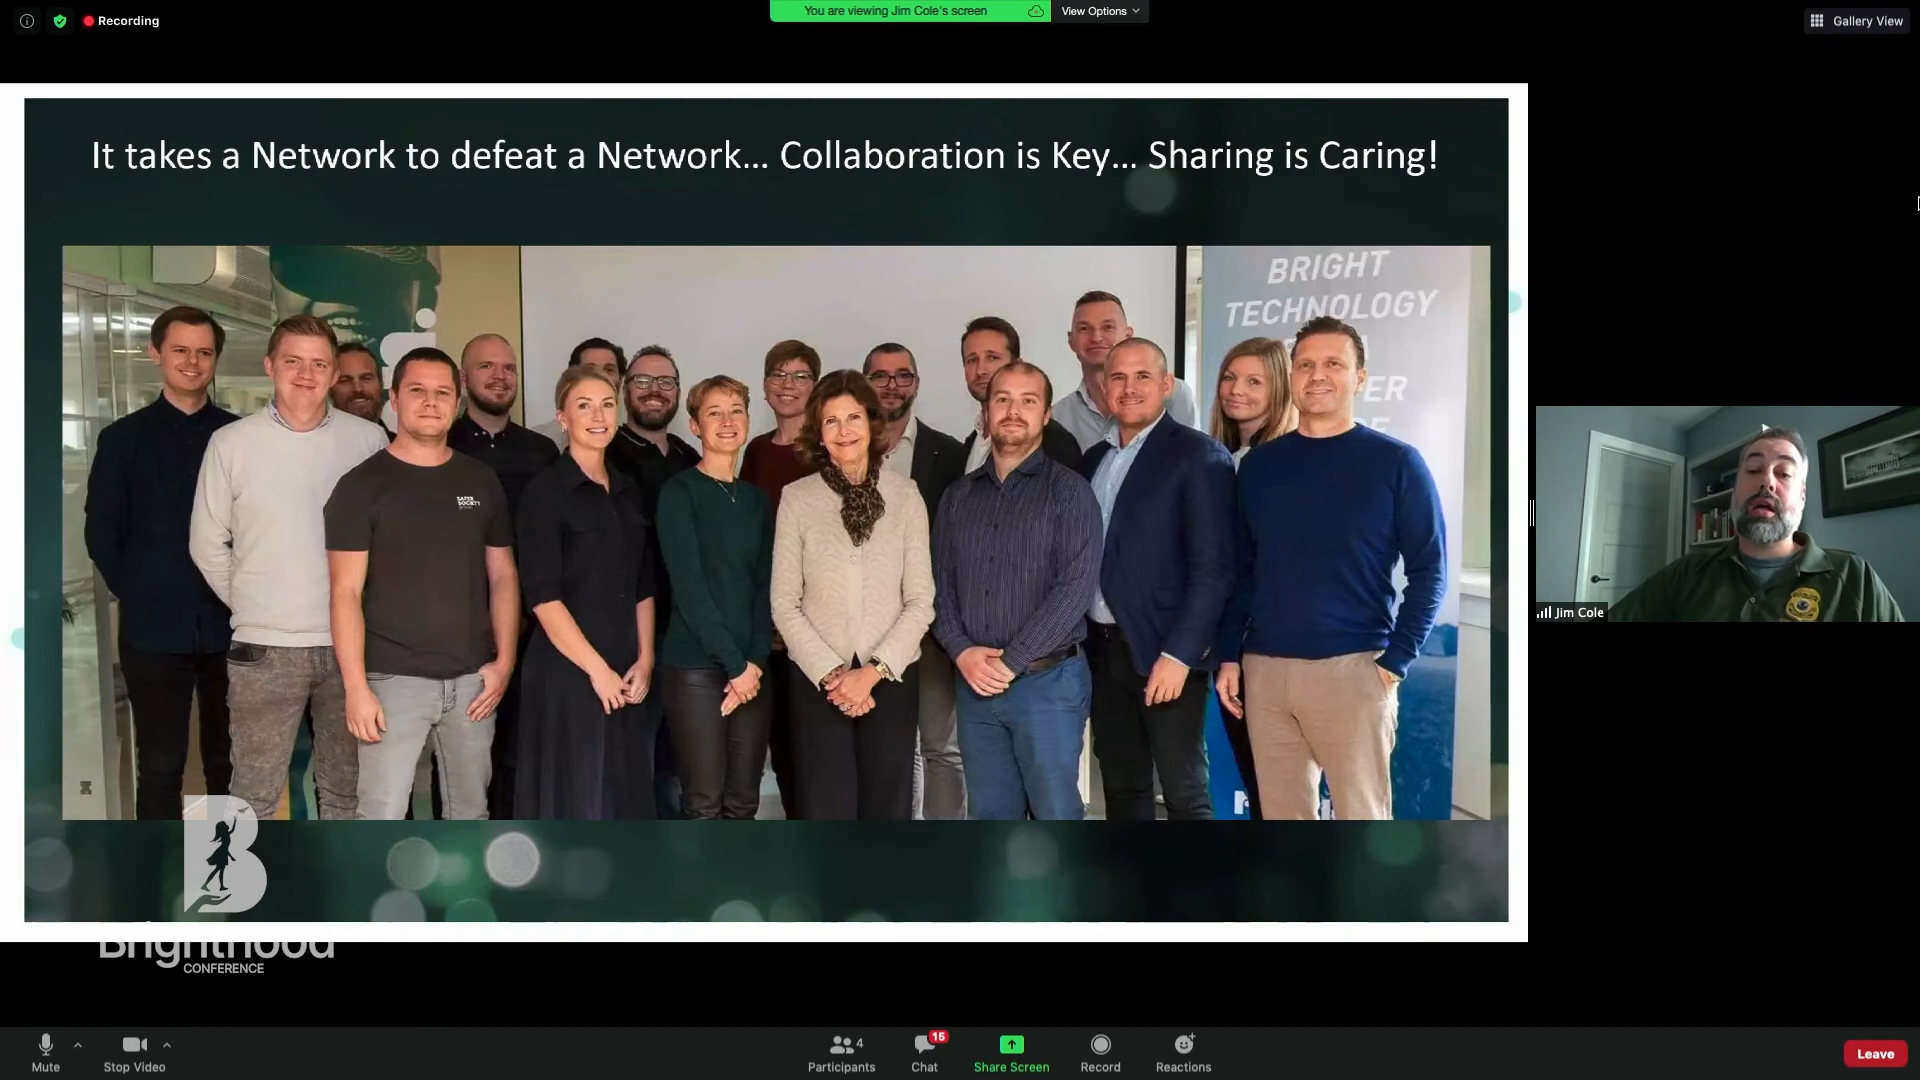 Recording
You are viewing Jim Cole's screen
View Options
Gallery View
It takes a Network to defeat a Network... Collaboration is Key... Sharing is Caring!
BRIGHT
TECHNOLOGY
SAFER
SOCIETY
Jim Cole
B
Brighthood
CONFERENCE
Mute
Stop Video
4
Participants
15
Chat
Share Screen
Record
Reactions
Leave